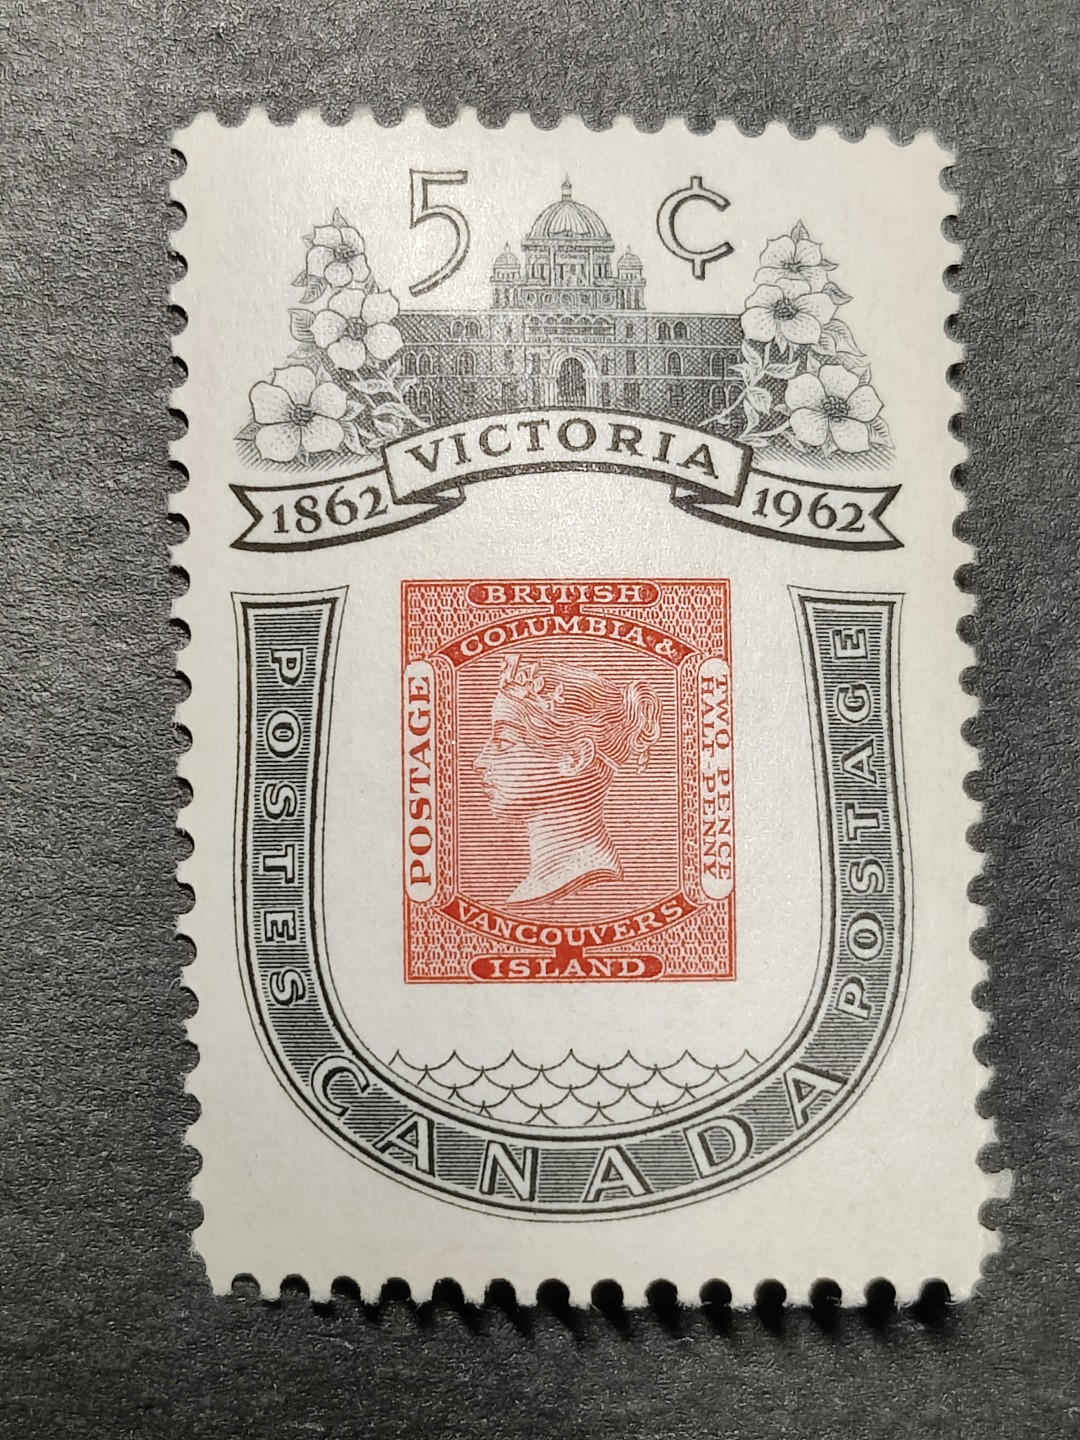 5 ¢
VICTORIA
1862 1962
BRITISH
COLUMBIA &
POSTAGE
TWO PENCE
HALF-PENNY
VANCOUVERS
ISLAND
POSTES CANADA POSTAGE